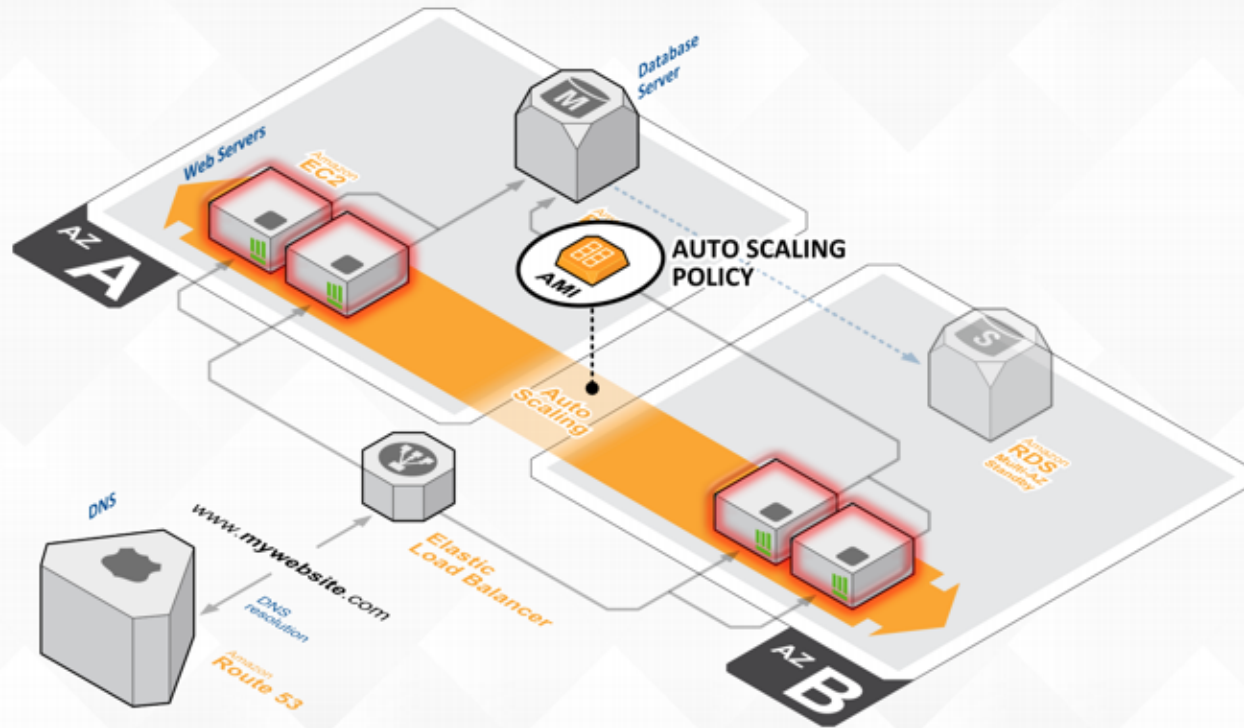 Database
Server
M
Web Servers
Amazon
EC2
AZ
A
AUTO SCALING
POLICY
AMI
S
Auto
Scaling
Amazon
RDS
Multi-AZ
Standby
DNS
www.mywebsite.com
Elastic
Load Balancer
DNS
resolution
Amazon
Route 53
AZ
B